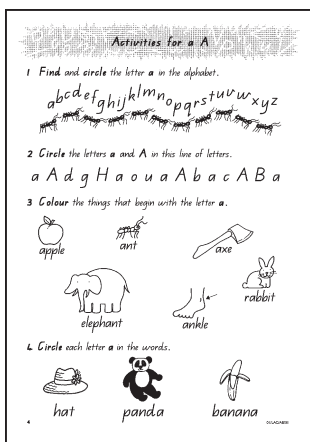 Activities for a A
1 Find and circle the letter a in the alphabet.
abcdefghijklmnopqrstuvwxyz
2 Circle the letters a and A in this line of letters.
a A d g H a o u a A b a c A B a
3 Colour the things that begin with the letter a.
apple
ant
axe
elephant
ankle
rabbit
4 Circle each letter a in the words.
hat panda banana
4